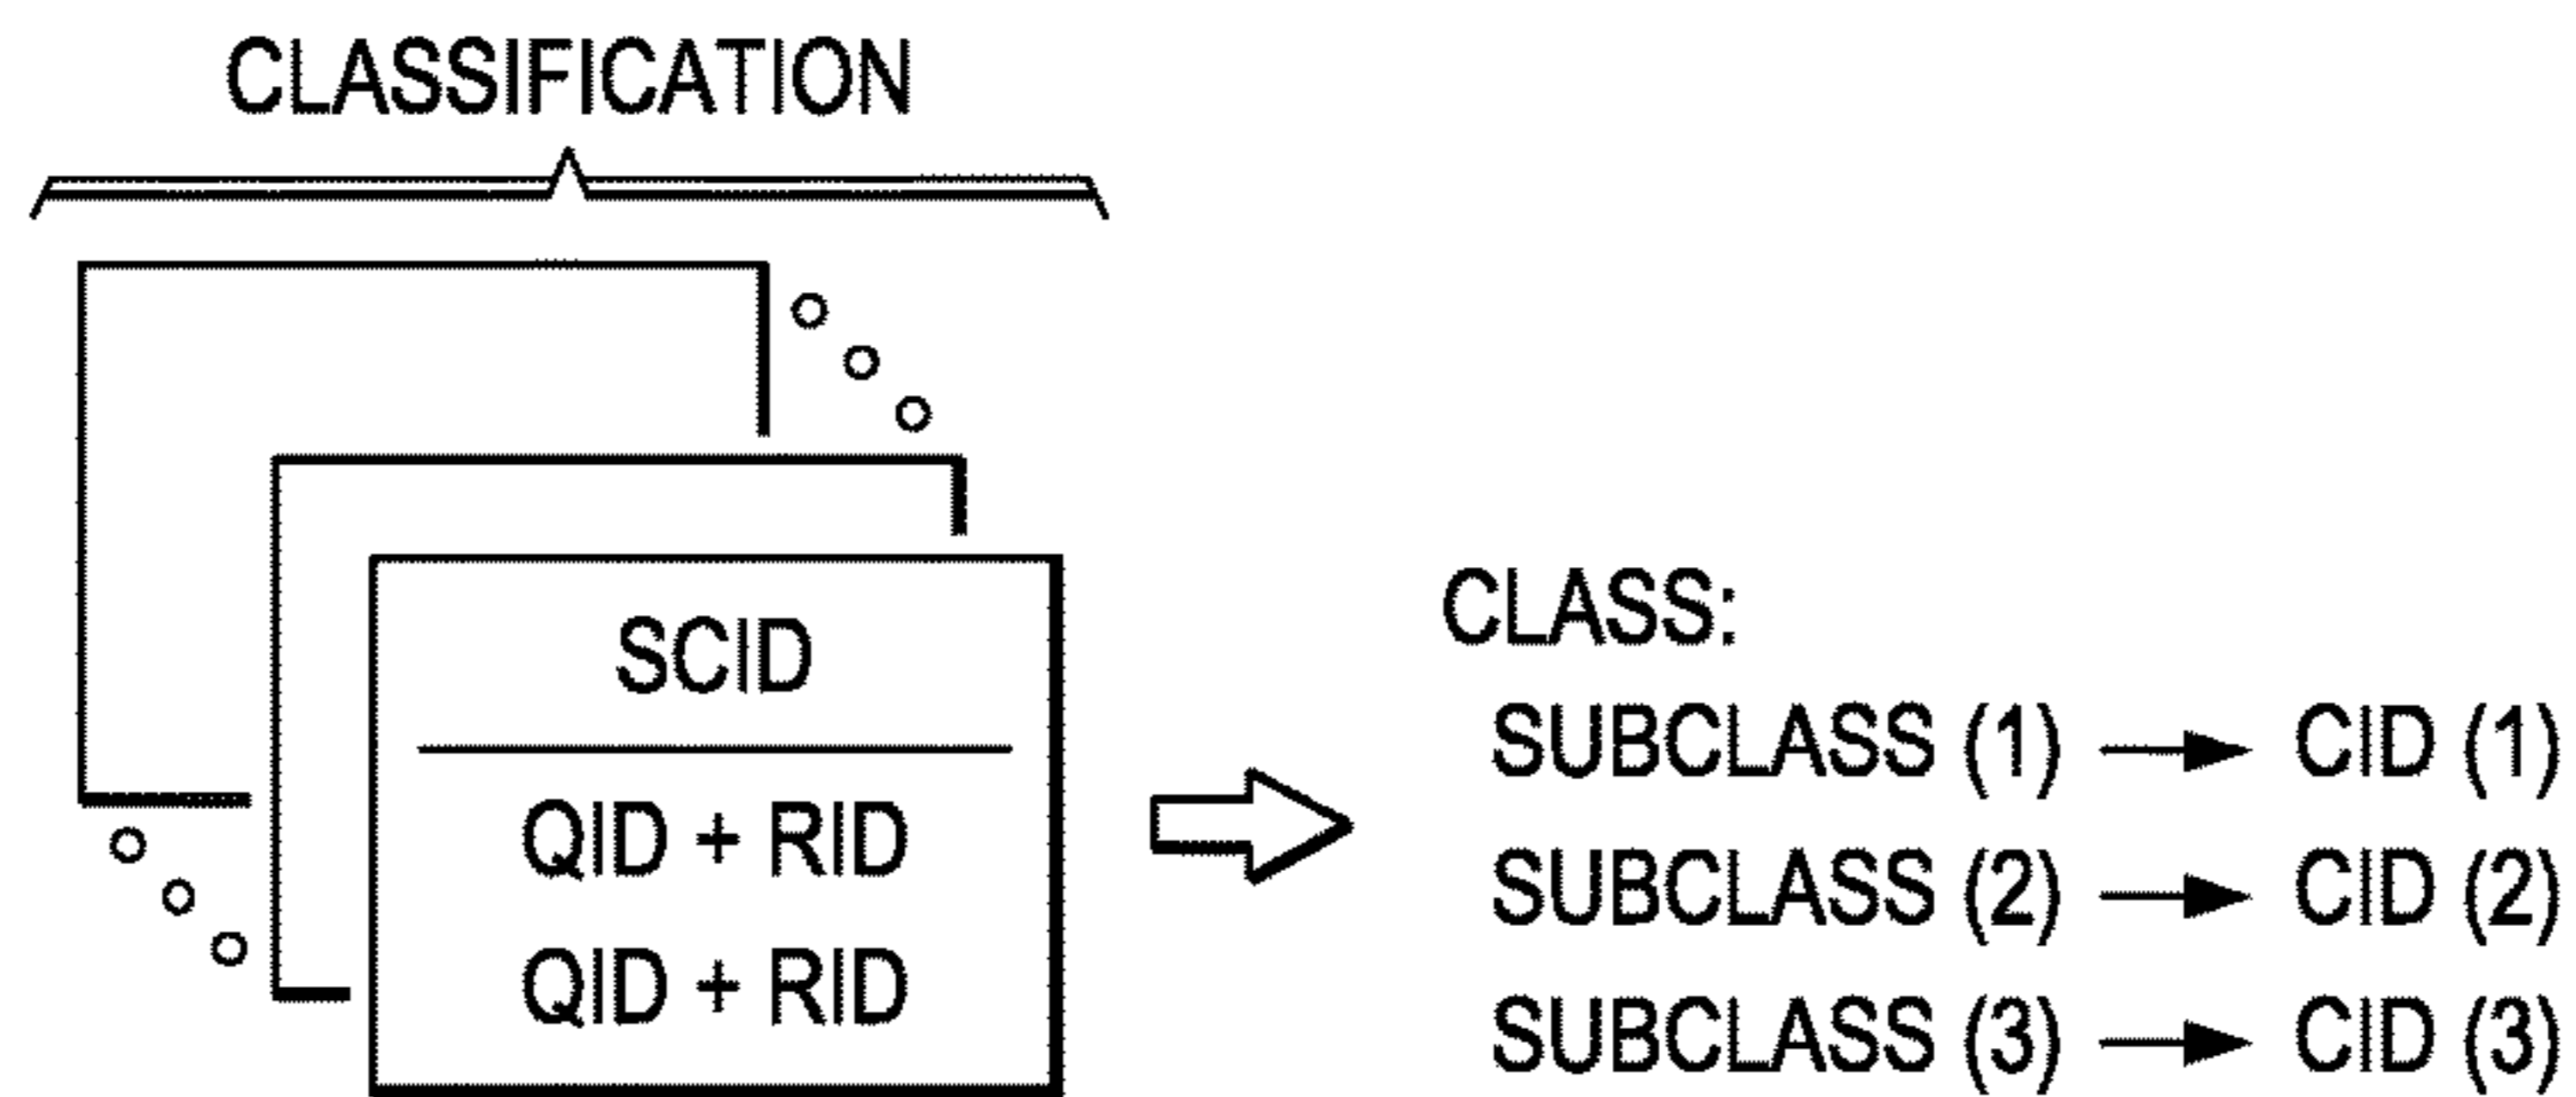 CLASSIFICATION
SCID
QID + RID
QID + RID
CLASS:
SUBCLASS (1) → CID (1)
SUBCLASS (2) → CID (2)
SUBCLASS (3) → CID (3)